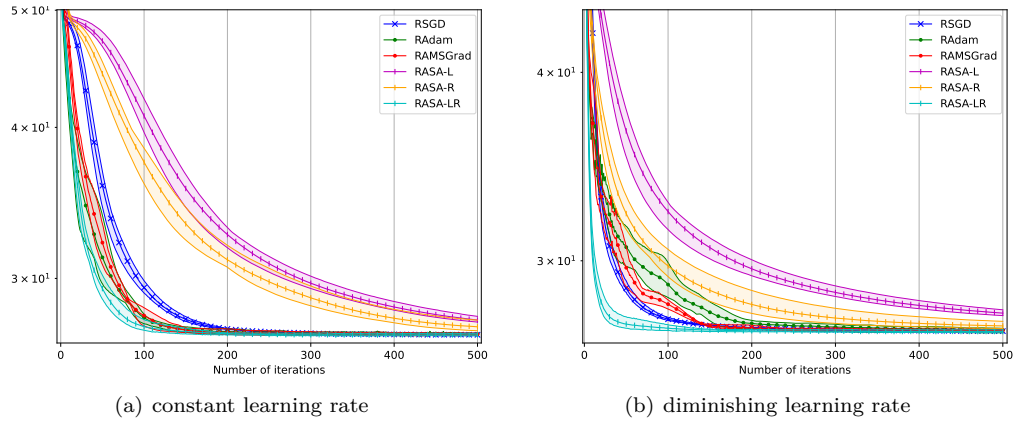 5 × 10¹
4 × 10¹
3 × 10¹
RSGD
RAdam
RAMSGrad
RASA-L
RASA-R
RASA-LR
0 100 200 300 400 500
Number of iterations
(a) constant learning rate
4 × 10¹
3 × 10¹
RSGD
RAdam
RAMSGrad
RASA-L
RASA-R
RASA-LR
0 100 200 300 400 500
Number of iterations
(b) diminishing learning rate